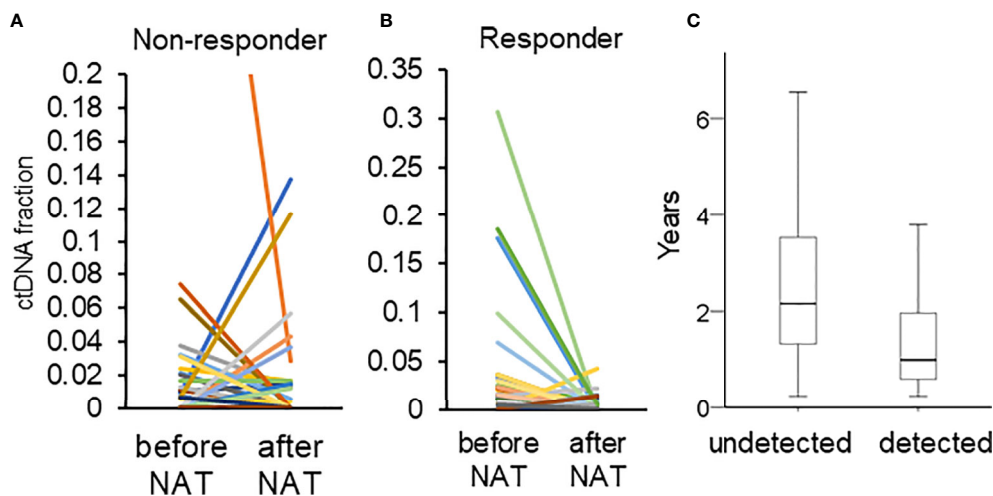 A
Non-responder
0.2
0.18
0.16
0.14
0.12
0.1
0.08
0.06
0.04
0.02
0
ctDNA fraction
before NAT
after NAT
B
Responder
0.35
0.3
0.25
0.2
0.15
0.1
0.05
0
before NAT
after NAT
C
6
4
2
0
Years
undetected
detected